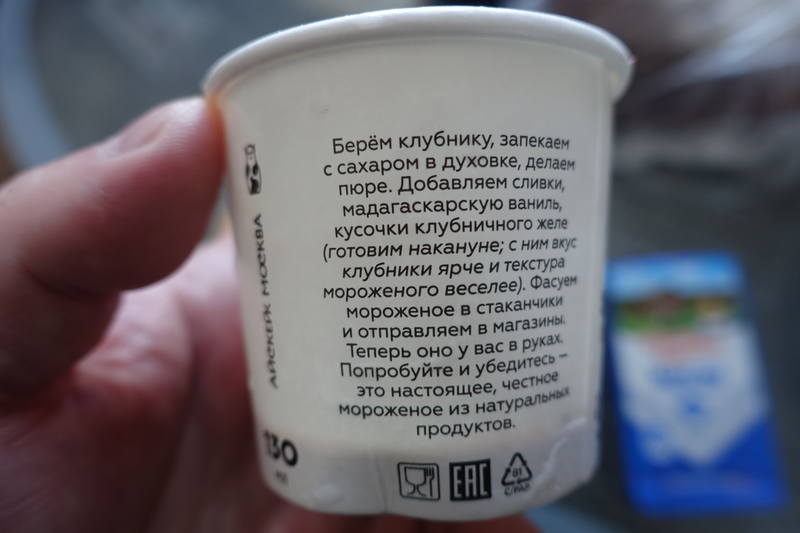 Берём клубнику, запекаем
с сахаром в духовке, делаем
пюре. Добавляем сливки,
мадагаскарскую ваниль,
кусочки клубничного желе
(готовим накануне; с ним вкус
клубники ярче и текстура
мороженого веселее). Фасуем
мороженое в стаканчики
и отправляем в магазины.
Теперь оно у вас в руках.
Попробуйте и убедитесь –
это настоящее, честное
мороженое из натуральных
продуктов.
АЙСКЕЙК МОСКВА
130
EAC
81
C/PAP